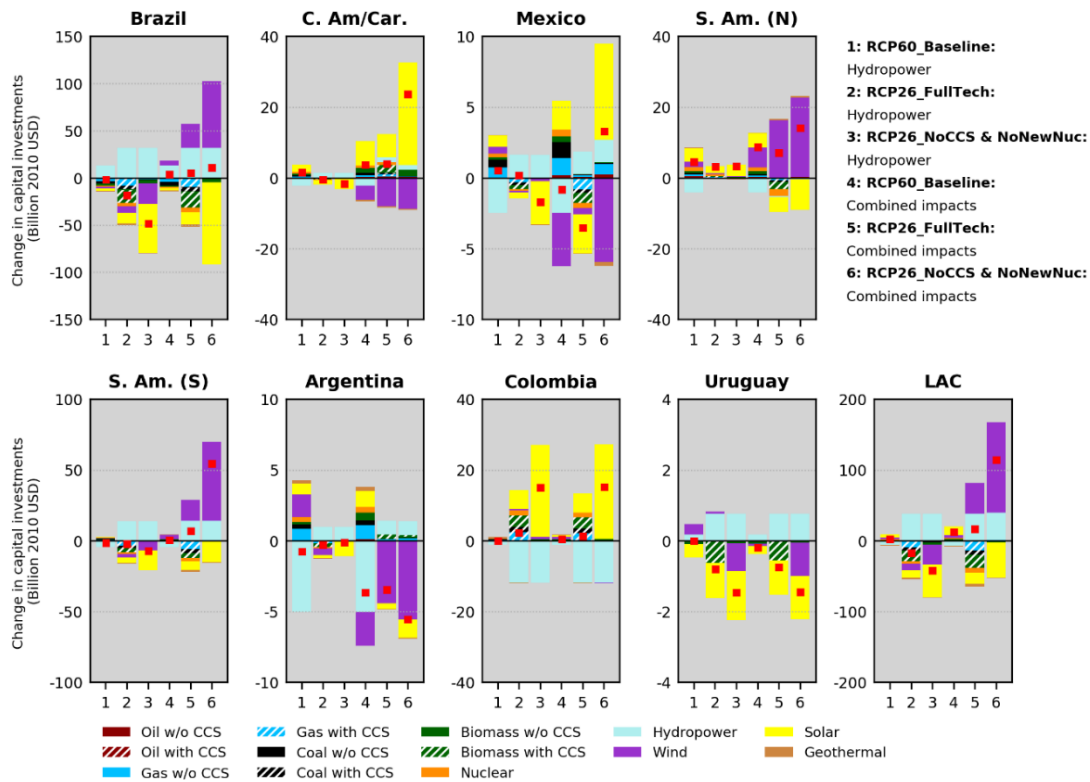 Brazil
C. Am/Car.
Mexico
S. Am. (N)
Change in capital investments
(Billion 2010 USD)
150
100
50
0
-50
-100
-150
1 2 3 4 5 6
40
20
0
-20
-40
1 2 3 4 5 6
10
5
0
-5
-10
1 2 3 4 5 6
40
20
0
-20
-40
1 2 3 4 5 6
1: RCP60_Baseline:
Hydropower
2: RCP26_FullTech:
Hydropower
3: RCP26_NoCCS & NoNewNuc:
Hydropower
4: RCP60_Baseline:
Combined impacts
5: RCP26_FullTech:
Combined impacts
6: RCP26_NoCCS & NoNewNuc:
Combined impacts
S. Am. (S)
Argentina
Colombia
Uruguay
LAC
Change in capital investments
(Billion 2010 USD)
100
50
0
-50
-100
1 2 3 4 5 6
10
5
0
-5
-10
1 2 3 4 5 6
40
20
0
-20
-40
1 2 3 4 5 6
4
2
0
-2
-4
1 2 3 4 5 6
200
100
0
-100
-200
1 2 3 4 5 6
Oil w/o CCS
Oil with CCS
Gas w/o CCS
Gas with CCS
Coal w/o CCS
Coal with CCS
Biomass w/o CCS
Biomass with CCS
Nuclear
Hydropower
Wind
Solar
Geothermal